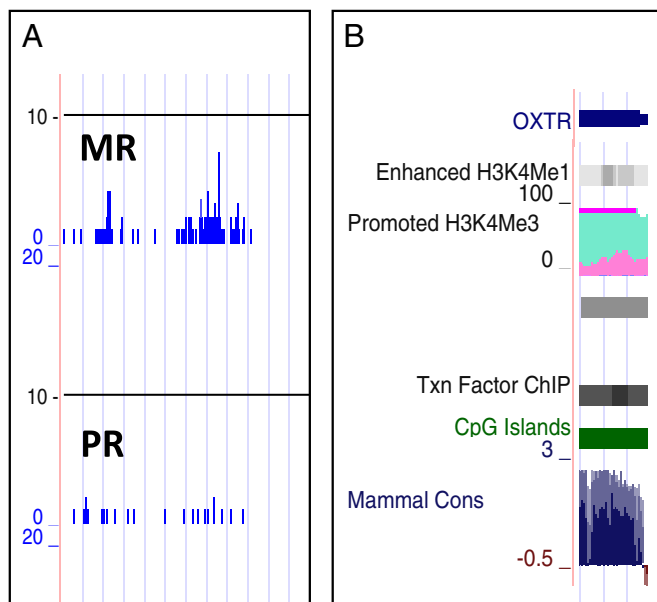 A
10 -
MR
0 _
20 _
10 -
PR
0 _
20 _
B
OXTR
Enhanced H3K4Me1
100 _
Promoted H3K4Me3
0 _
Txn Factor ChIP
CpG Islands
3 _
Mammal Cons
-0.5 _